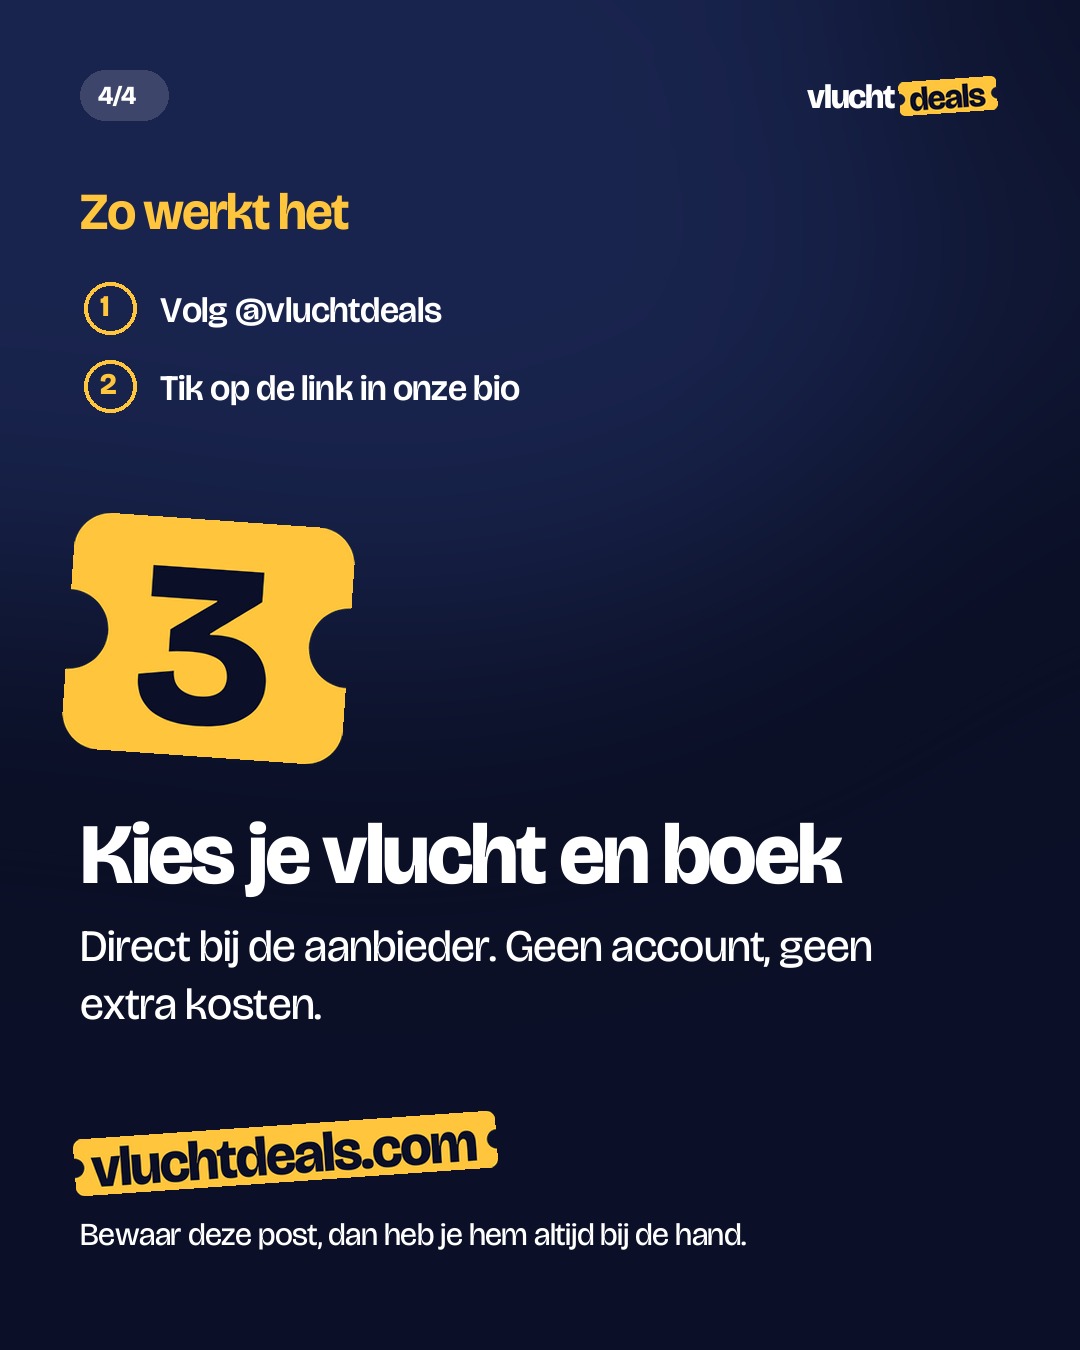 4/4
vlucht deals
Zo werkt het
1 Volg @vluchtdeals
2 Tik op de link in onze bio
3
Kies je vlucht en boek
Direct bij de aanbieder. Geen account, geen
extra kosten.
vluchtdeals.com
Bewaar deze post, dan heb je hem altijd bij de hand.